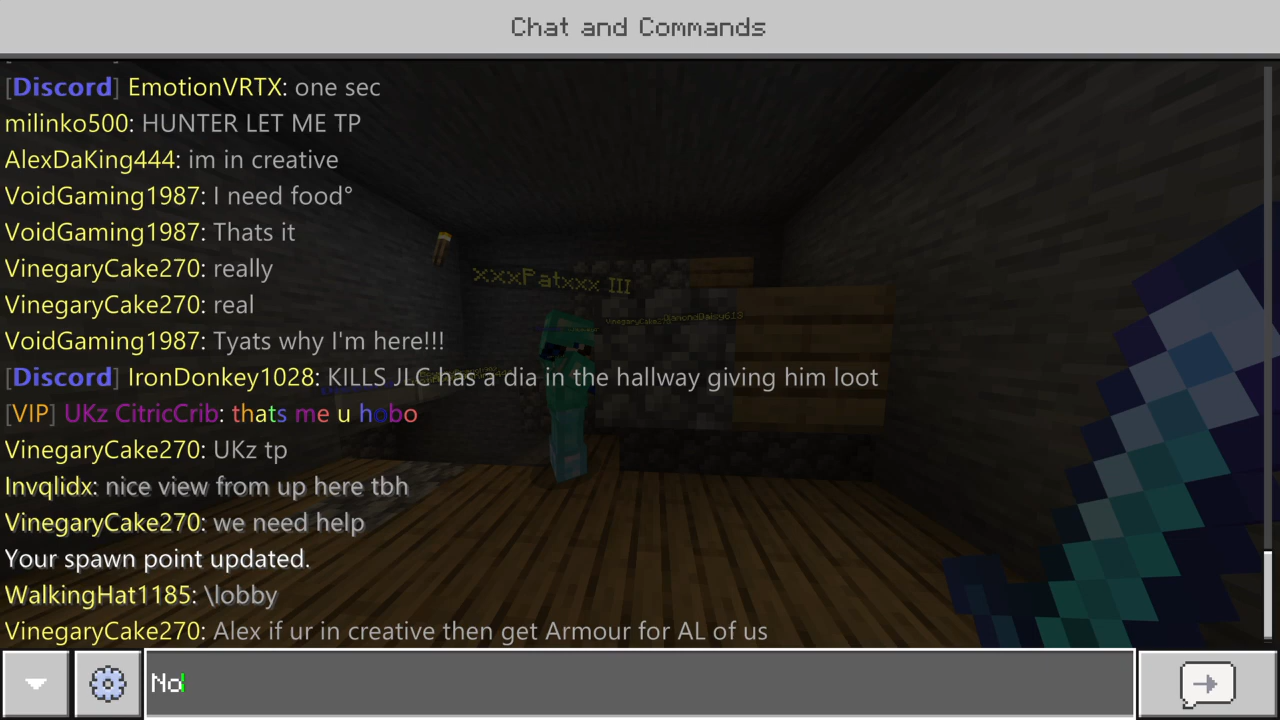 Chat and Commands
[Discord] EmotionVRTX: one sec
milinko500: HUNTER LET ME TP
AlexDaKing444: im in creative
VoidGaming1987: I need food°
VoidGaming1987: Thats it
VinegaryCake270: really
VinegaryCake270: real
VoidGaming1987: Tyats why I'm here!!!
[Discord] IronDonkey1028: KILLS JLC has a dia in the hallway giving him loot
[VIP] UKz CitricCrib: thats me u hobo
VinegaryCake270: UKz tp
Invqlidx: nice view from up here tbh
VinegaryCake270: we need help
Your spawn point updated.
WalkingHat1185: \lobby
VinegaryCake270: Alex if ur in creative then get Armour for AL of us
No
xxxPatxxx III
VinegaryCake270
DiamondDaisy613